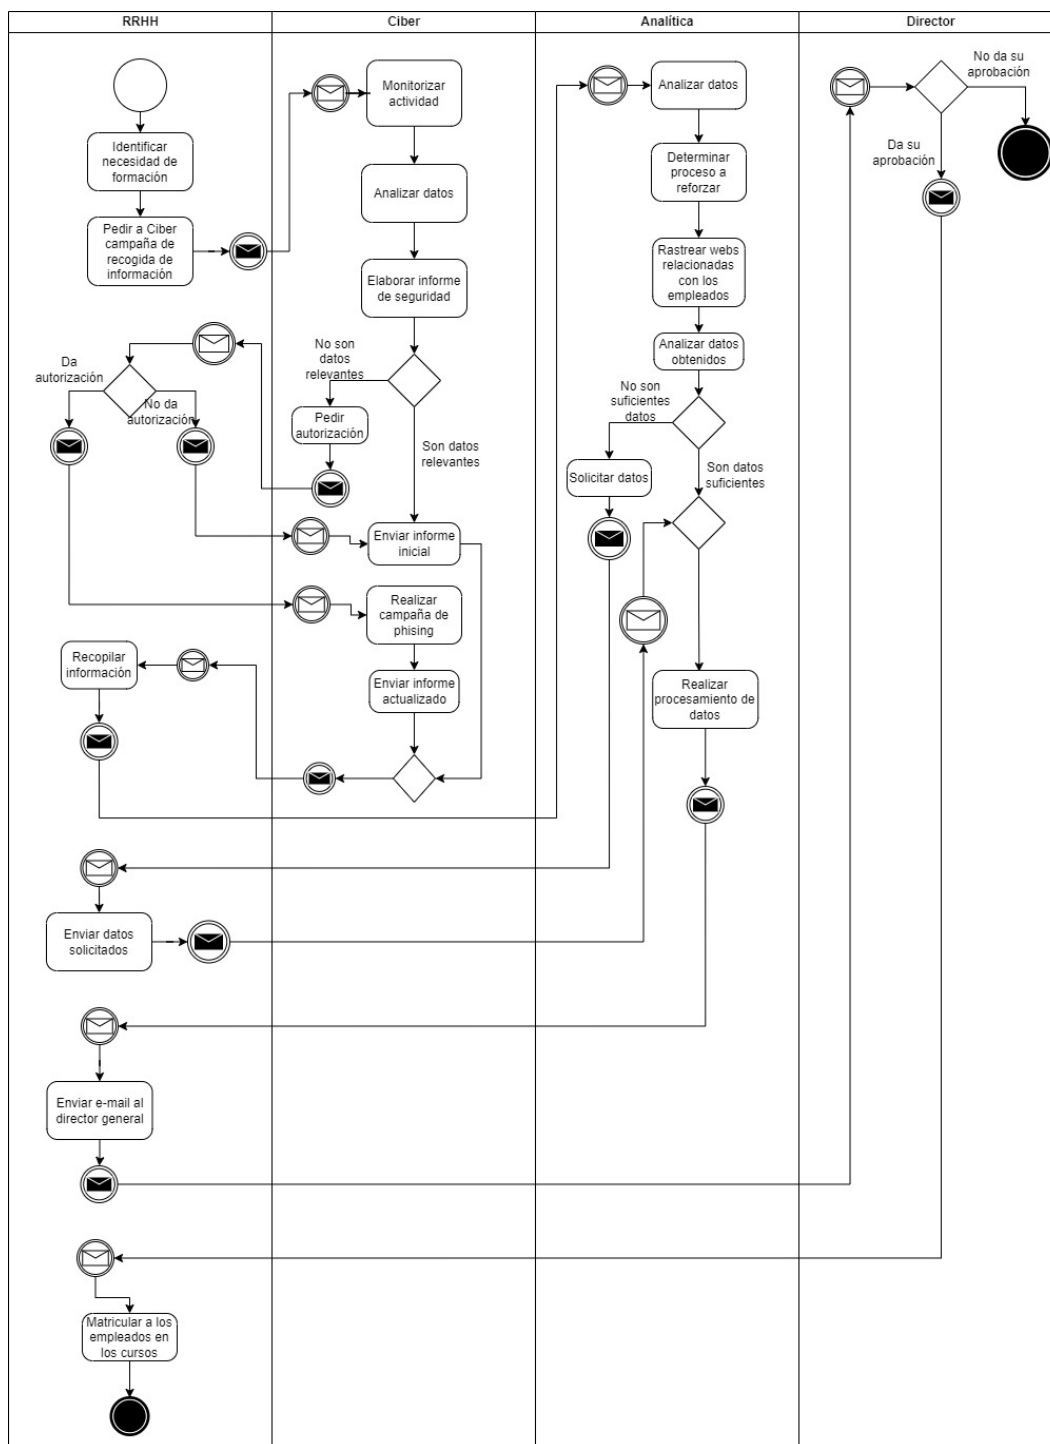 RRHH
Ciber
Analítica
Director
Identificar
necesidad de
formación
Pedir a Ciber
campaña de
recogida de
información
Da
autorización
No da
autorización
Recopilar
información
Enviar datos
solicitados
Enviar e-mail al
director general
Matricular a los
empleados en
los cursos
Monitorizar
actividad
Analizar datos
Elaborar informe
de seguridad
No son
datos
relevantes
Pedir
autorización
Son datos
relevantes
Enviar informe
inicial
Realizar
campaña de
phising
Enviar informe
actualizado
Analizar datos
Determinar
proceso a
reforzar
Rastrear webs
relacionadas
con los
empleados
Analizar datos
obtenidos
No son
suficientes
datos
Solicitar datos
Son datos
suficientes
Realizar
procesamiento de
datos
No da su
aprobación
Da su
aprobación